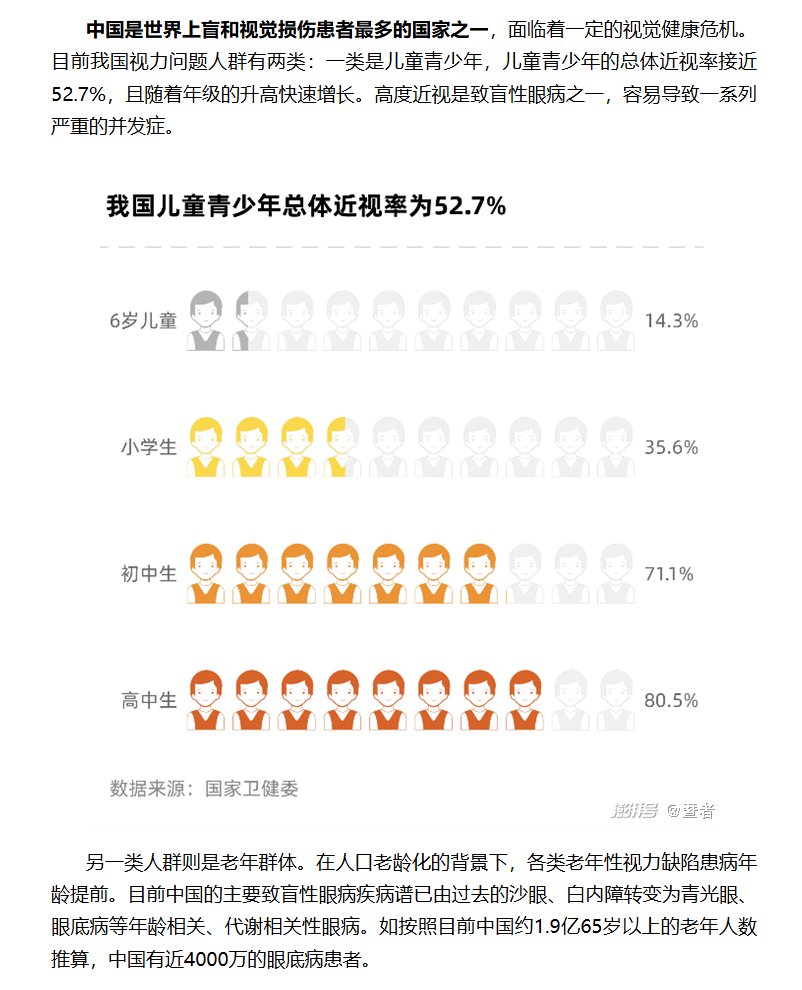 中国是世界上盲和视觉损伤患者最多的国家之一，面临着一定的视觉健康危机。
目前我国视力问题人群有两类：一类是儿童青少年，儿童青少年的总体近视率接近
52.7%，且随着年级的升高快速增长。高度近视是致盲性眼病之一，容易导致一系列
严重的并发症。
我国儿童青少年总体近视率为52.7%
6岁儿童 14.3%
小学生 35.6%
初中生 71.1%
高中生 80.5%
数据来源：国家卫健委
澎湃号 @暨者
另一类人群则是老年群体。在人口老龄化的背景下，各类老年性视力缺陷患病年
龄提前。目前中国的主要致盲性眼病疾病谱已由过去的沙眼、白内障转变为青光眼、
眼底病等年龄相关、代谢相关性眼病。如按照目前中国约1.9亿65岁以上的老年人数
推算，中国有近4000万的眼底病患者。